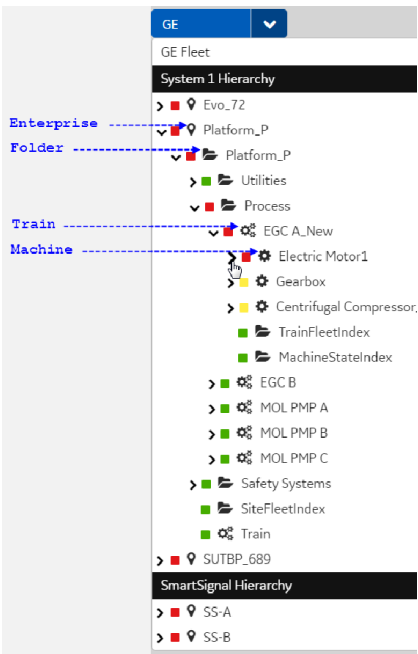 GE
GE Fleet
System 1 Hierarchy
Evo_72
Enterprise
Platform_P
Folder
Platform_P
Utilities
Process
Train
EGC A_New
Machine
Electric Motor1
Gearbox
Centrifugal Compressor_
TrainFleetIndex
MachineStateIndex
EGC B
MOL PMP A
MOL PMP B
MOL PMP C
Safety Systems
SiteFleetIndex
Train
SUTBP_689
SmartSignal Hierarchy
SS-A
SS-B